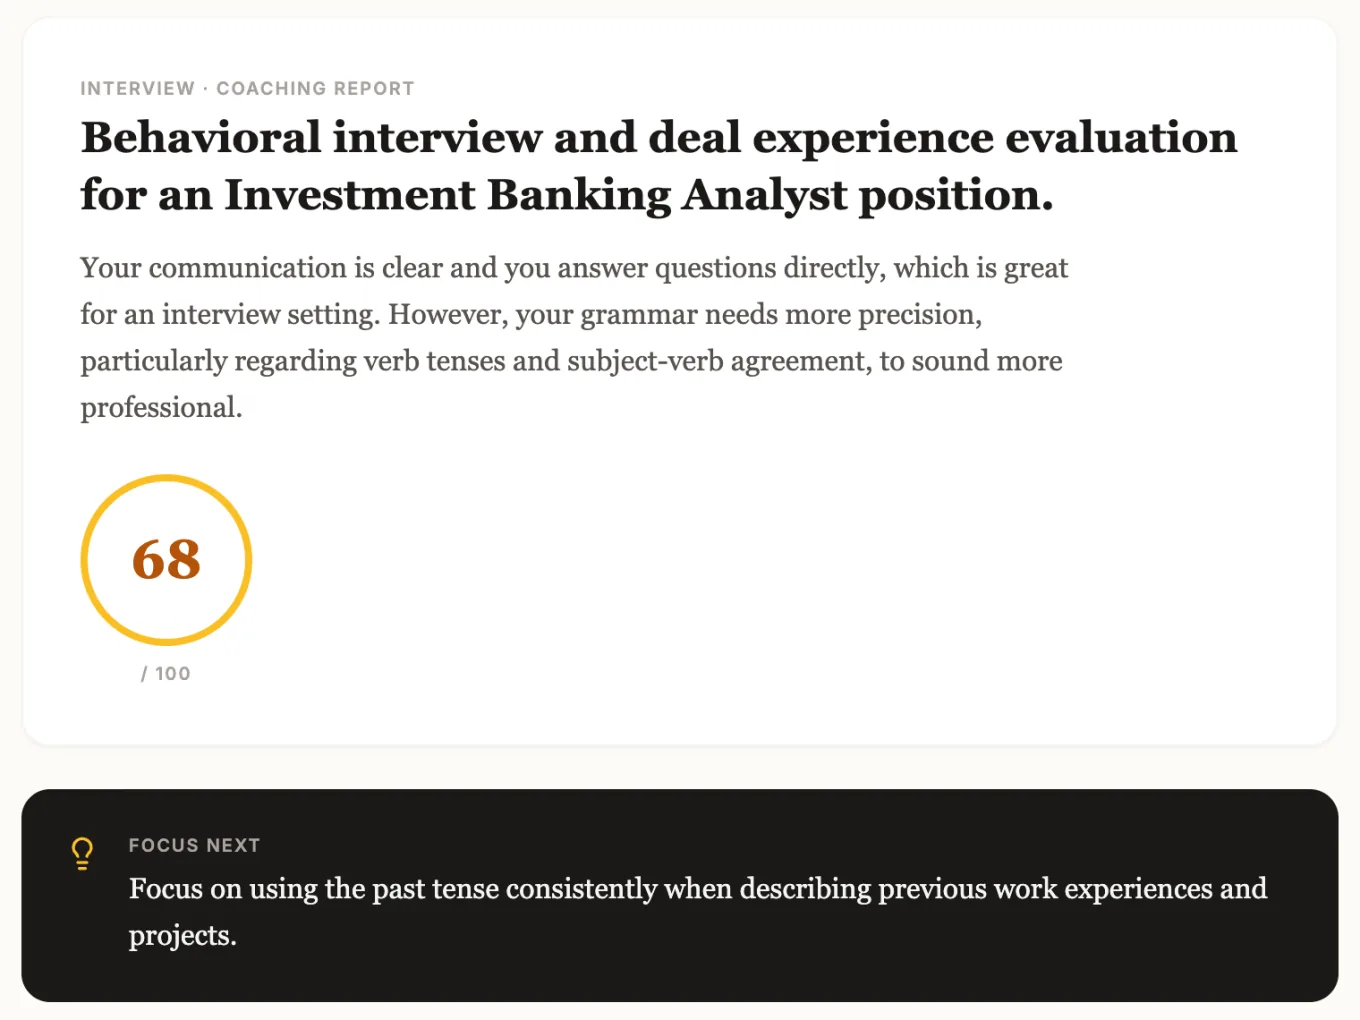 INTERVIEW · COACHING REPORT
Behavioral interview and deal experience evaluation
for an Investment Banking Analyst position.
Your communication is clear and you answer questions directly, which is great
for an interview setting. However, your grammar needs more precision,
particularly regarding verb tenses and subject-verb agreement, to sound more
professional.
68
/ 100
FOCUS NEXT
Focus on using the past tense consistently when describing previous work experiences and
projects.